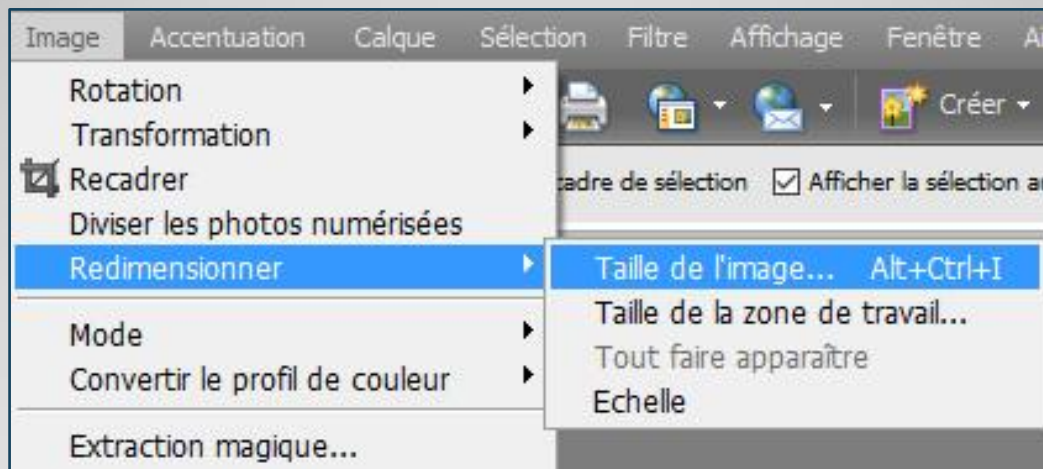 Image Accentuation Calque Sélection Filtre Affichage Fenêtre
Rotation
Créer
Transformation
Recadrer
de sélection Afficher la sélection
Diviser les photos numérisées
Redimensionner
Taille de l'image... Alt+Ctrl+I
Taille de la zone de travail...
Tout faire apparaître
Echelle
Mode
Convertir le profil de couleur
Extraction magique...